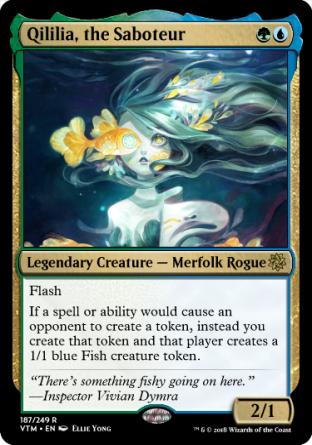 Qililia, the Saboteur
Legendary Creature — Merfolk Rogue
Flash
If a spell or ability would cause an
opponent to create a token, instead you
create that token and that player creates a
1/1 blue Fish creature token.
“There’s something fishy going on here.”
—Inspector Vivian Dymra
2/1
187/249 R
VTM • EN Ellie Yong
™ & © 2018 Wizards of the Coast